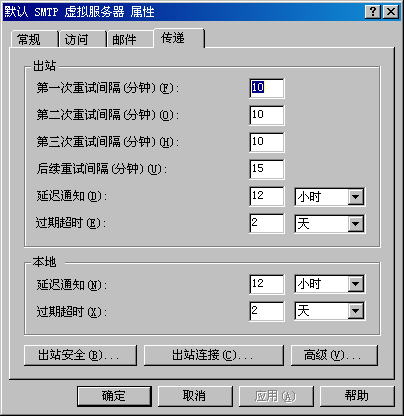 默认 SMTP 虚拟服务器 属性
常规 访问 邮件 传递
出站
第一次重试间隔(分钟)(F): 10
第二次重试间隔(分钟)(O): 10
第三次重试间隔(分钟)(H): 10
后续重试间隔(分钟)(U): 15
延迟通知(D): 12 小时
过期超时(E): 2 天
本地
延迟通知(N): 12 小时
过期超时(X): 2 天
出站安全(B)... 出站连接(C)... 高级(V)...
确定 取消 应用(A) 帮助